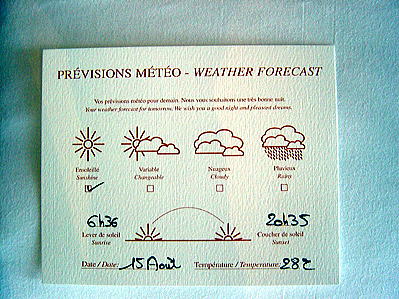 PRÉVISIONS MÉTÉO - WEATHER FORECAST
Vos prévisions météo pour demain. Nous vous souhaitons une très bonne nuit.
Your weather forecast for tomorrow. We wish you a good night and pleasant dreams.
Ensoleillé Variable Nuageux Pluvieux
Sunshine Changeable Cloudy Rainy
6h36 20h35
Lever de soleil Coucher de soleil
Sunrise Sunset
Date / Date: 15 Août Température / Temperature: 28°C